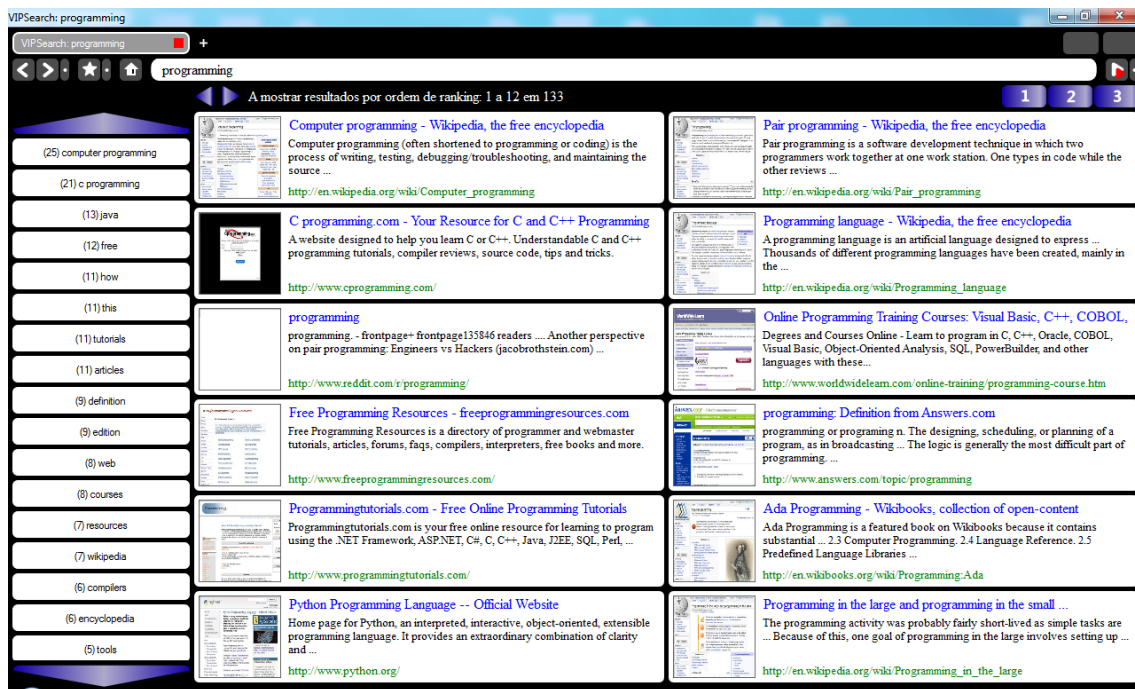 VIPSearch: programming
VIPSearch: programming
+
programming
A mostrar resultados por ordem de ranking: 1 a 12 em 133
1 2 3
(25) computer programming
(21) c programming
(13) java
(12) free
(11) how
(11) this
(11) tutorials
(11) articles
(9) definition
(9) edition
(8) web
(8) courses
(7) resources
(7) wikipedia
(6) compilers
(6) encyclopedia
(5) tools
Computer programming - Wikipedia, the free encyclopedia
Computer programming (often shortened to programming or coding) is the
process of writing, testing, debugging/troubleshooting, and maintaining the
source ...
http://en.wikipedia.org/wiki/Computer_programming
Pair programming - Wikipedia, the free encyclopedia
Pair programming is a software development technique in which two
programmers work together at one work station. One types in code while the
other reviews ...
http://en.wikipedia.org/wiki/Pair_programming
C programming.com - Your Resource for C and C++ Programming
A website designed to help you learn C or C++. Understandable C and C++
programming tutorials, compiler reviews, source code, tips and tricks.
http://www.cprogramming.com/
Programming language - Wikipedia, the free encyclopedia
A programming language is an artificial language designed to express ...
Thousands of different programming languages have been created, mainly in
the ...
http://en.wikipedia.org/wiki/Programming_language
programming
programming. - frontpage+ frontpage135846 readers .... Another perspective
on pair programming: Engineers vs Hackers (jacobrothstein.com) ...
http://www.reddit.com/r/programming/
Online Programming Training Courses: Visual Basic, C++, COBOL,
Degrees and Courses Online - Learn to program in C, C++, Oracle, COBOL,
Visual Basic, Object-Oriented Analysis, SQL, PowerBuilder, and other
languages with these...
http://www.worldwidelearn.com/online-training/programming-course.htm
Free Programming Resources - freeprogrammingresources.com
Free Programming Resources is a directory of programmer and webmaster
tutorials, articles, forums, faqs, compilers, interpreters, free books and more.
http://www.freeprogrammingresources.com/
programming: Definition from Answers.com
programming or programing n. The designing, scheduling, or planning of a
program, as in broadcasting ... The logic is generally the most difficult part of
programming. ...
http://www.answers.com/topic/programming
Programmingtutorials.com - Free Online Programming Tutorials
Programmingtutorials.com is your free online resource for learning to program
using the .NET Framework, ASP.NET, C#, C, C++, Java, J2EE, SQL, Perl, ...
http://www.programmingtutorials.com/
Ada Programming - Wikibooks, collection of open-content
Ada Programming is a featured book on Wikibooks because it contains
substantial ... 2.3 Computer Programming. 2.4 Language Reference. 2.5
Predefined Language Libraries ...
http://en.wikibooks.org/wiki/Programming:Ada
Python Programming Language -- Official Website
Home page for Python, an interpreted, interactive, object-oriented, extensible
programming language. It provides an extraordinary combination of clarity
and ...
http://www.python.org/
Programming in the large and programming in the small ...
The programming activity was probably fairly short-lived as simple tasks are
... Because of this, one goal of programming in the large involves setting up ...
http://en.wikipedia.org/wiki/Programming_in_the_large